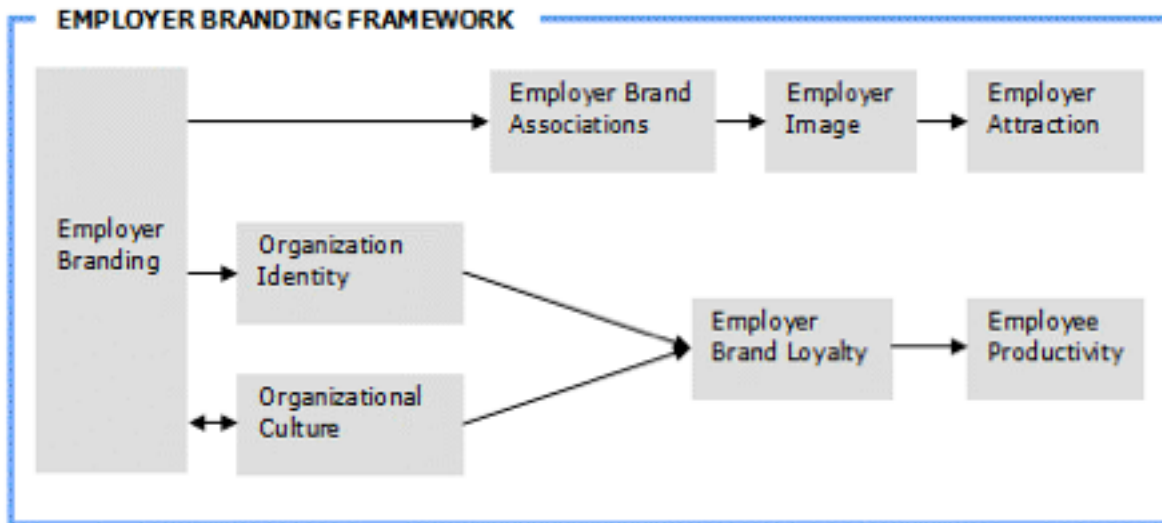 EMPLOYER BRANDING FRAMEWORK
Employer Brand
Associations
Employer
Image
Employer
Attraction
Employer
Branding
Organization
Identity
Employer
Brand Loyalty
Employee
Productivity
Organizational
Culture